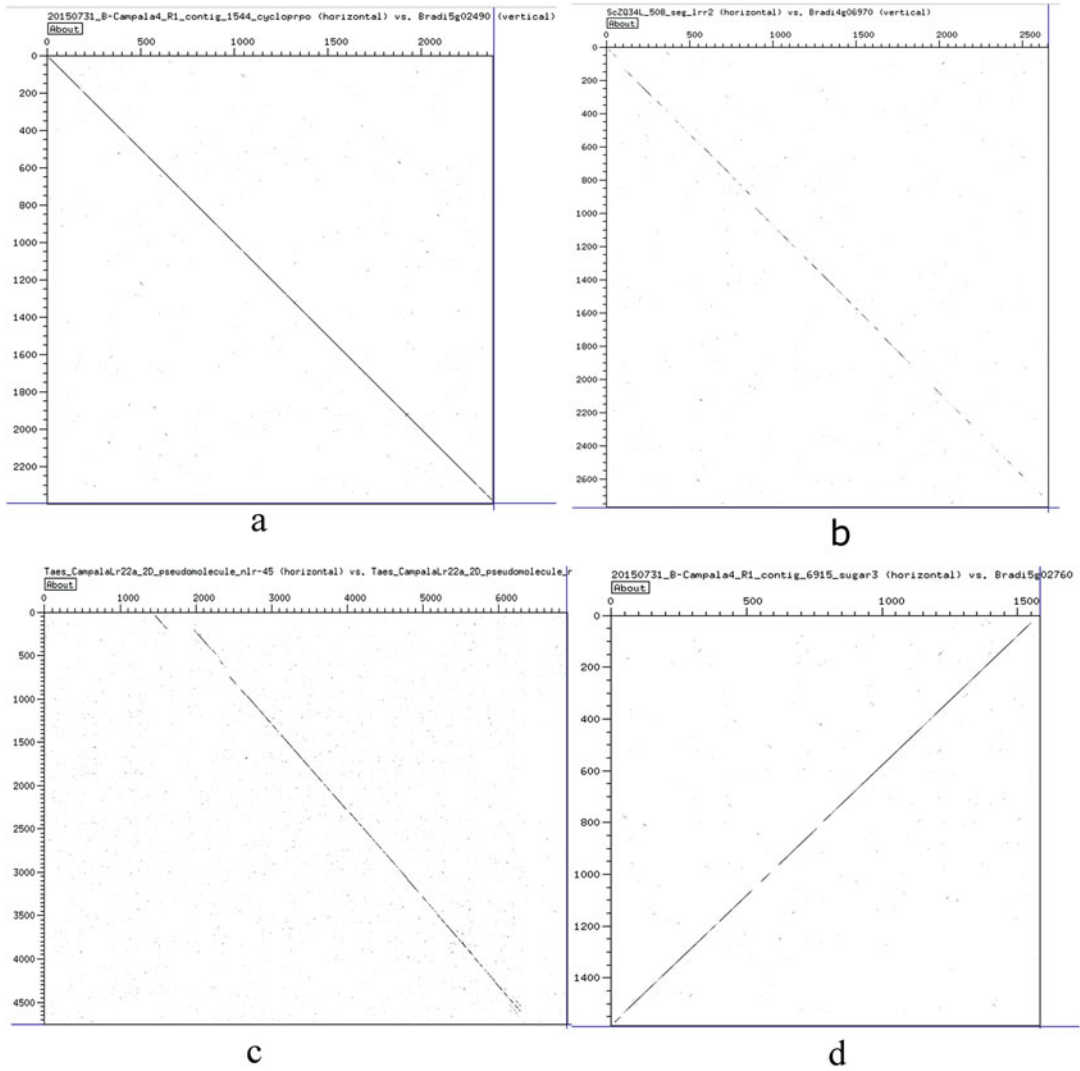 20150731_B-Campala4_R1_contig_1544_cycloprpo (horizontal) vs. Bradi5g02490 (vertical)
About
0 500 1000 1500 2000
0
200
400
600
800
1000
1200
1400
1600
1800
2000
2200
a
ScZQ34L_50B_seg_lrr2 (horizontal) vs. Bradi4g06970 (vertical)
About
0 500 1000 1500 2000 2500
0
200
400
600
800
1000
1200
1400
1600
1800
2000
2200
2400
2600
b
Taes_CampalaLr22a_2D_pseudomolecule_nlr-45 (horizontal) vs. Taes_CampalaLr22a_2D_pseudomolecule_
About
0 1000 2000 3000 4000 5000 6000
0
500
1000
1500
2000
2500
3000
3500
4000
4500
c
20150731_B-Campala4_R1_contig_6915_sugar3 (horizontal) vs. Bradi5g02760
About
0 500 1000 1500
0
200
400
600
800
1000
1200
1400
d